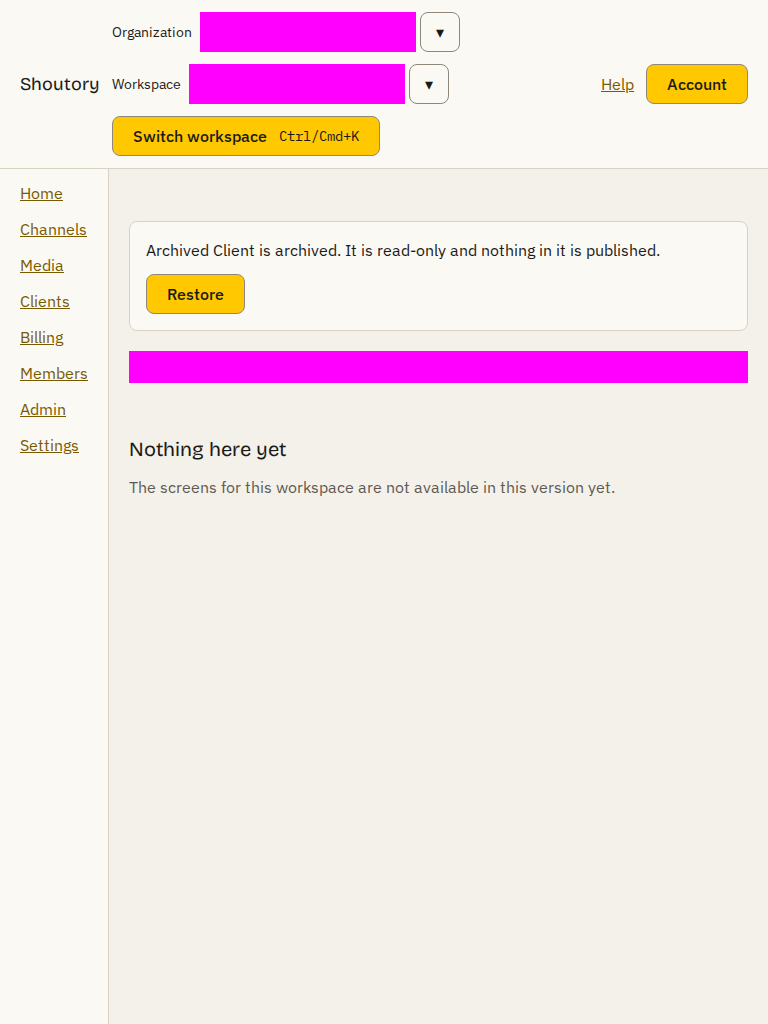 Organization ▼
Shoutory Workspace ▼ Help Account
Switch workspace Ctrl/Cmd+K
Home
Channels
Media
Clients
Billing
Members
Admin
Settings
Archived Client is archived. It is read-only and nothing in it is published.
Restore
Nothing here yet
The screens for this workspace are not available in this version yet.